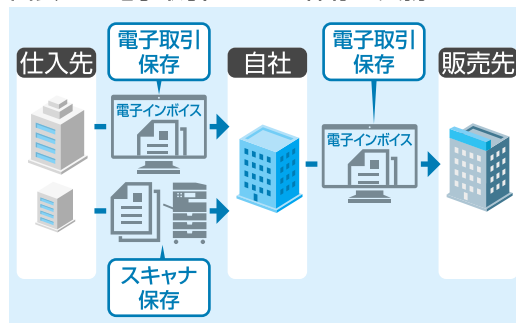 電子取引
保存
電子取引
保存
仕入先
自社
販売先
電子インボイス
電子インボイス
スキャナ
保存